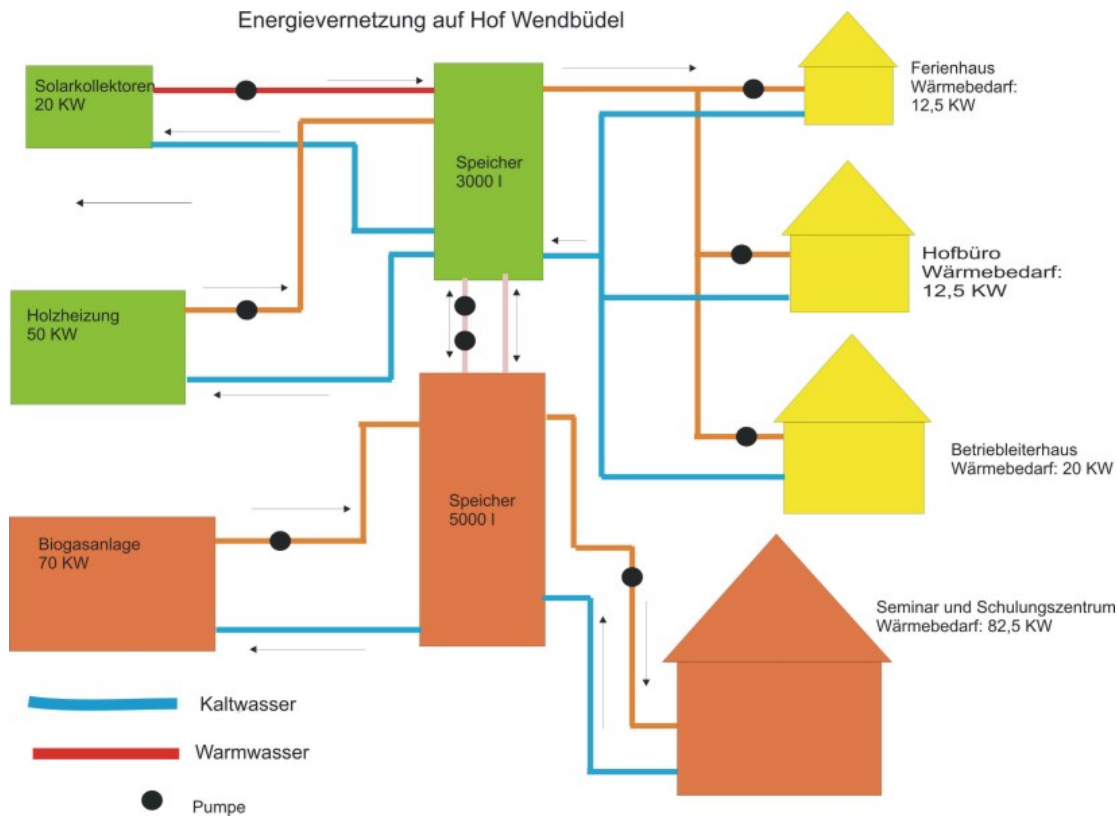 Energievernetzung auf Hof Wendbüdel
Solarkollektoren
20 KW
Speicher
3000 l
Ferienhaus
Wärmebedarf:
12,5 KW
Hofbüro
Wärmebedarf:
12,5 KW
Holzheizung
50 KW
Betriebleiterhaus
Wärmebedarf: 20 KW
Speicher
5000 l
Biogasanlage
70 KW
Seminar und Schulungszentrum
Wärmebedarf: 82,5 KW
Kaltwasser
Warmwasser
Pumpe